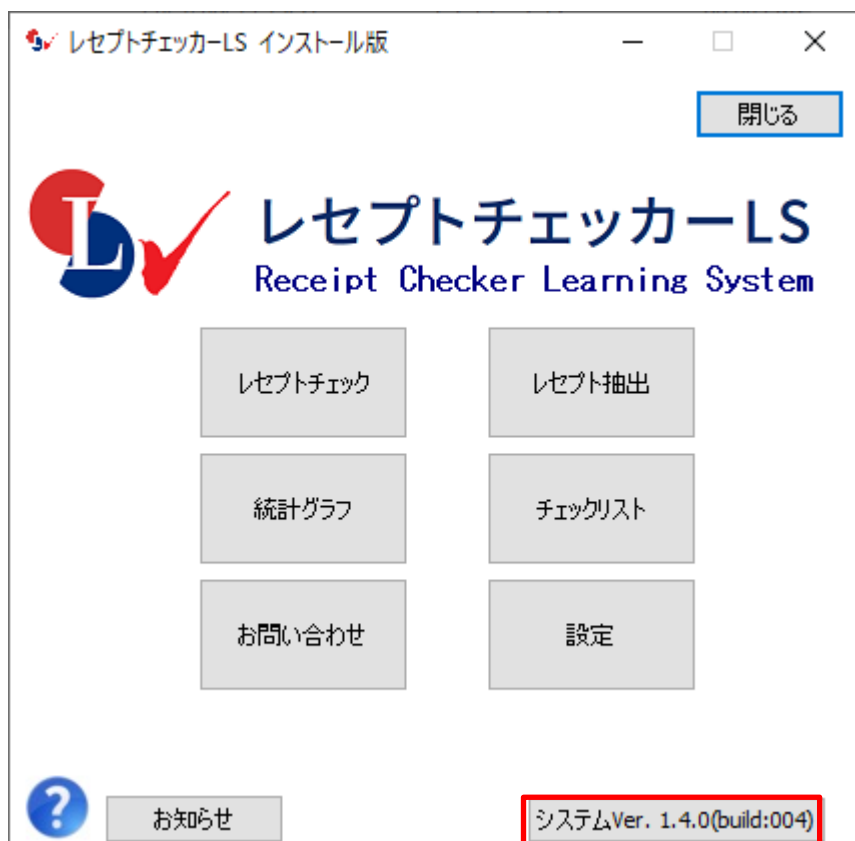 レセプトチェッカーLS インストール版
閉じる
L
レセプトチェッカーLS
Receipt Checker Learning System
レセプトチェック
レセプト抽出
統計グラフ
チェックリスト
お問い合わせ
設定
?
お知らせ
システムVer. 1.4.0(build:004)